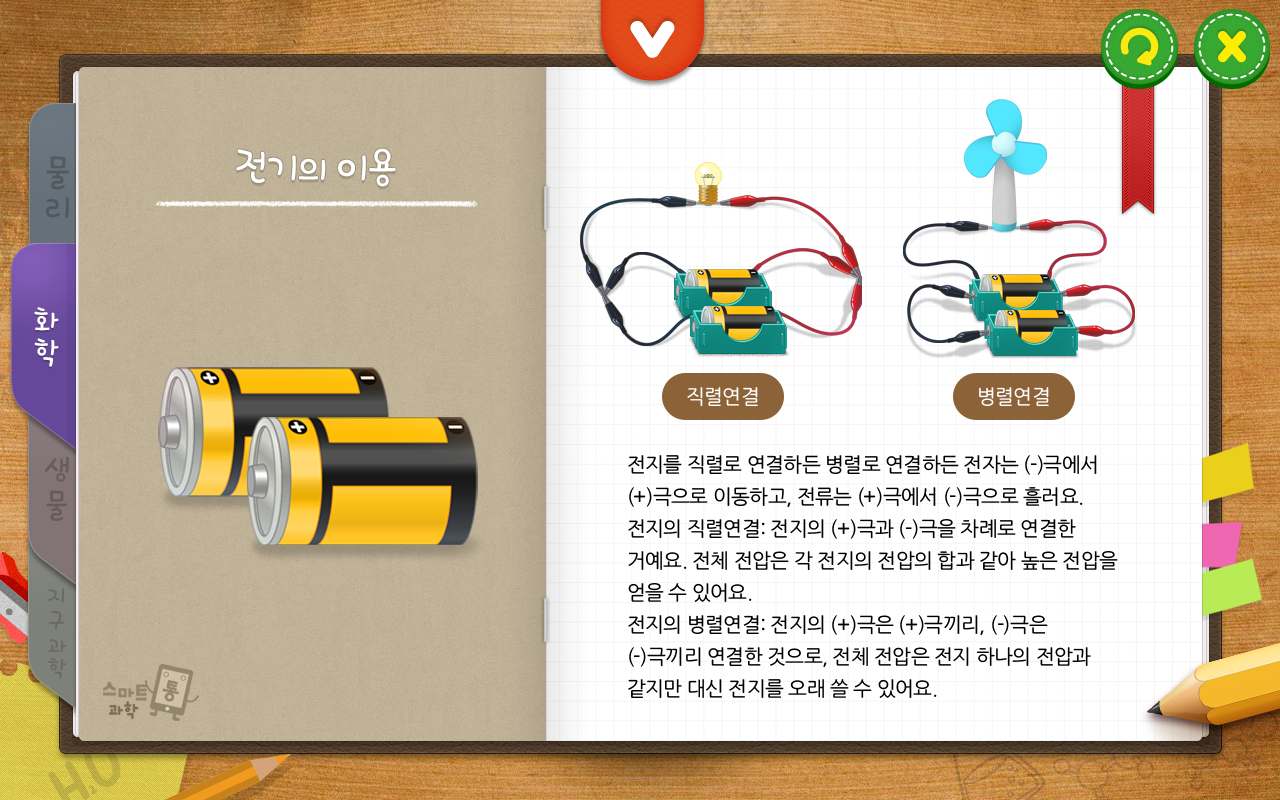 전기의 이용
물리
화학
생물
지구과학
스마트
과학
통
직렬연결
병렬연결
전지를 직렬로 연결하든 병렬로 연결하든 전자는 (-)극에서
(+)극으로 이동하고, 전류는 (+)극에서 (-)극으로 흘러요.
전지의 직렬연결: 전지의 (+)극과 (-)극을 차례로 연결한
거예요. 전체 전압은 각 전지의 전압의 합과 같아 높은 전압을
얻을 수 있어요.
전지의 병렬연결: 전지의 (+)극은 (+)극끼리, (-)극은
(-)극끼리 연결한 것으로, 전체 전압은 전지 하나의 전압과
같지만 대신 전지를 오래 쓸 수 있어요.
H₂O